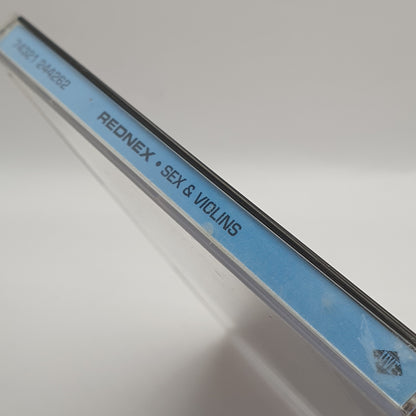 74321 244262
REDNEX • SEX & VIOLINS